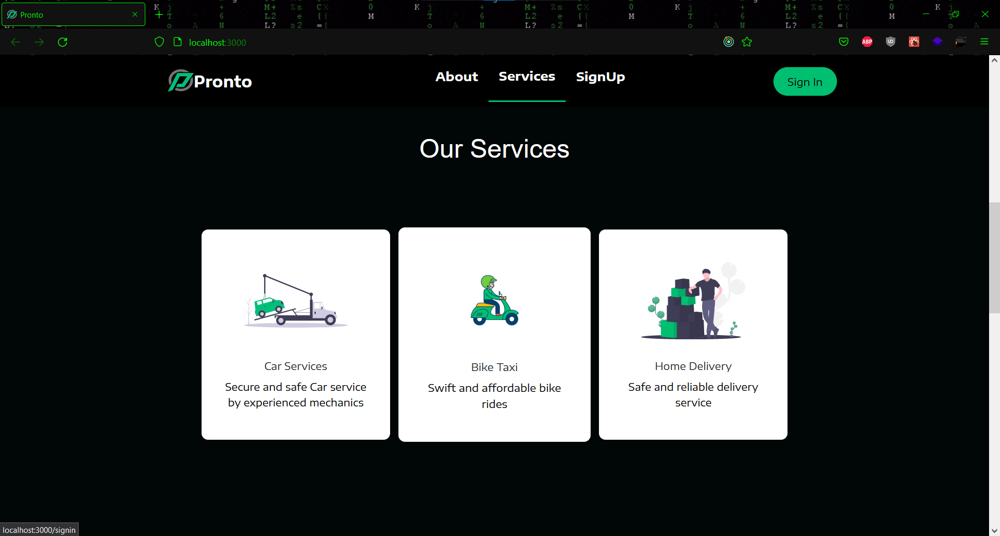 Pronto
localhost:3000
ABP
Pronto
About
Services
SignUp
Sign In
Our Services
Car Services
Secure and safe Car service
by experienced mechanics
Bike Taxi
Swift and affordable bike
rides
Home Delivery
Safe and reliable delivery
service
localhost:3000/signin